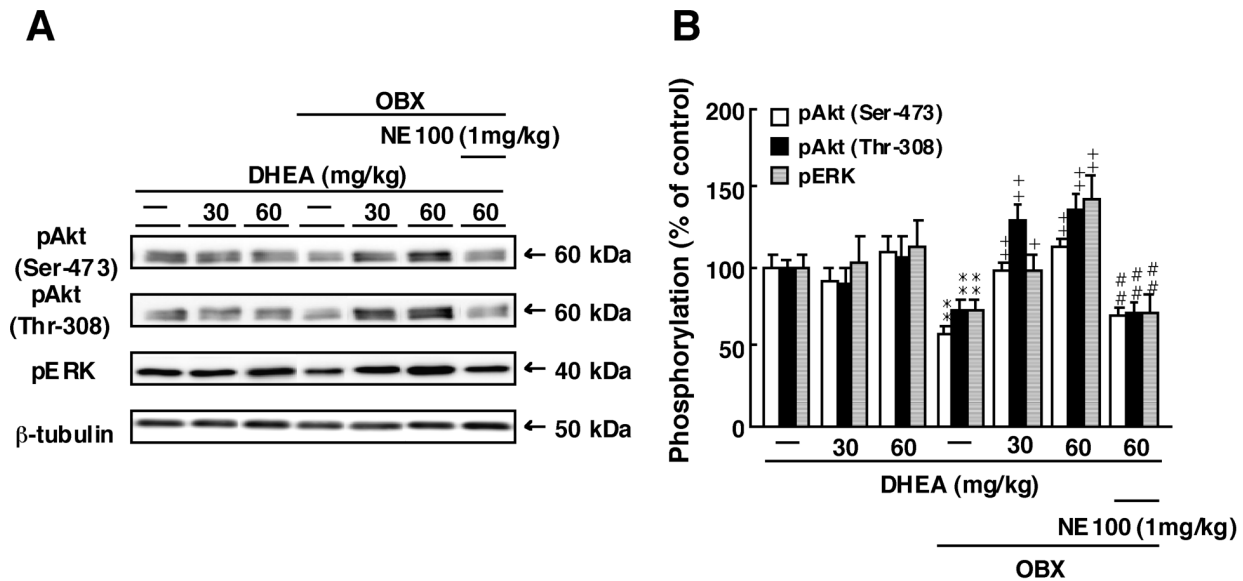 A
OBX
NE100 (1mg/kg)
DHEA (mg/kg)
— 30 60 — 30 60 60
pAkt
(Ser-473)
← 60 kDa
pAkt
(Thr-308)
← 60 kDa
pERK
← 40 kDa
β-tubulin
← 50 kDa
B
Phosphorylation (% of control)
200
150
100
50
0
pAkt (Ser-473)
pAkt (Thr-308)
pERK
** ** ** ++ ++ + ++ ++ ++ ## ## ##
— 30 60 — 30 60 60
DHEA (mg/kg)
NE100 (1mg/kg)
OBX